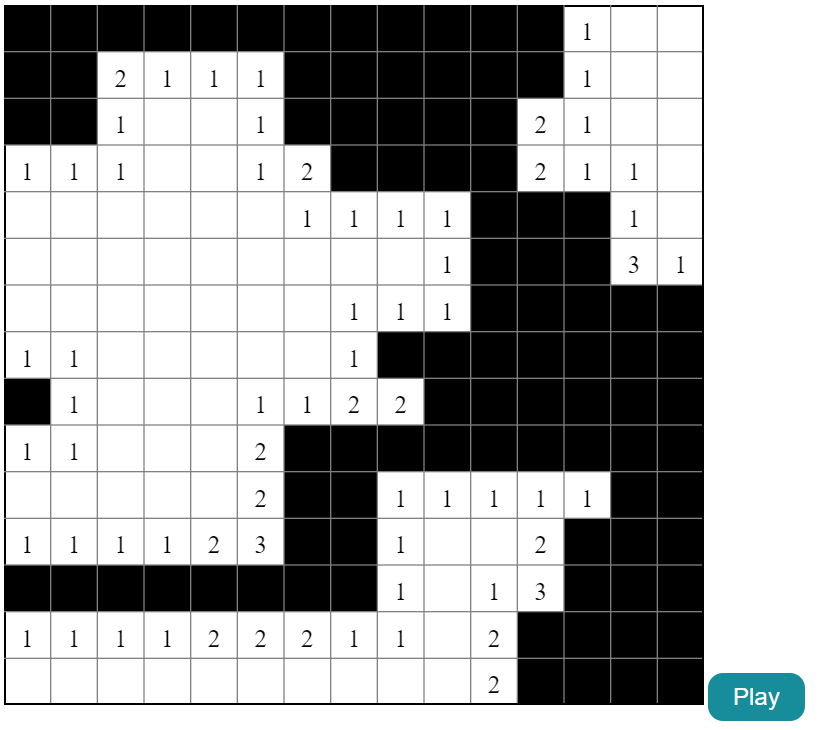 1
2 1 1 1 1
1 1 2 1
1 1 1 1 2 2 1 1
1 1 1 1 1
1 3 1
1 1 1
1 1 1
1 1 1 2 2
1 1 2
2 1 1 1 1 1
1 1 1 1 2 3 1 2
1 1 3
1 1 1 1 2 2 2 1 1 2
2 Play